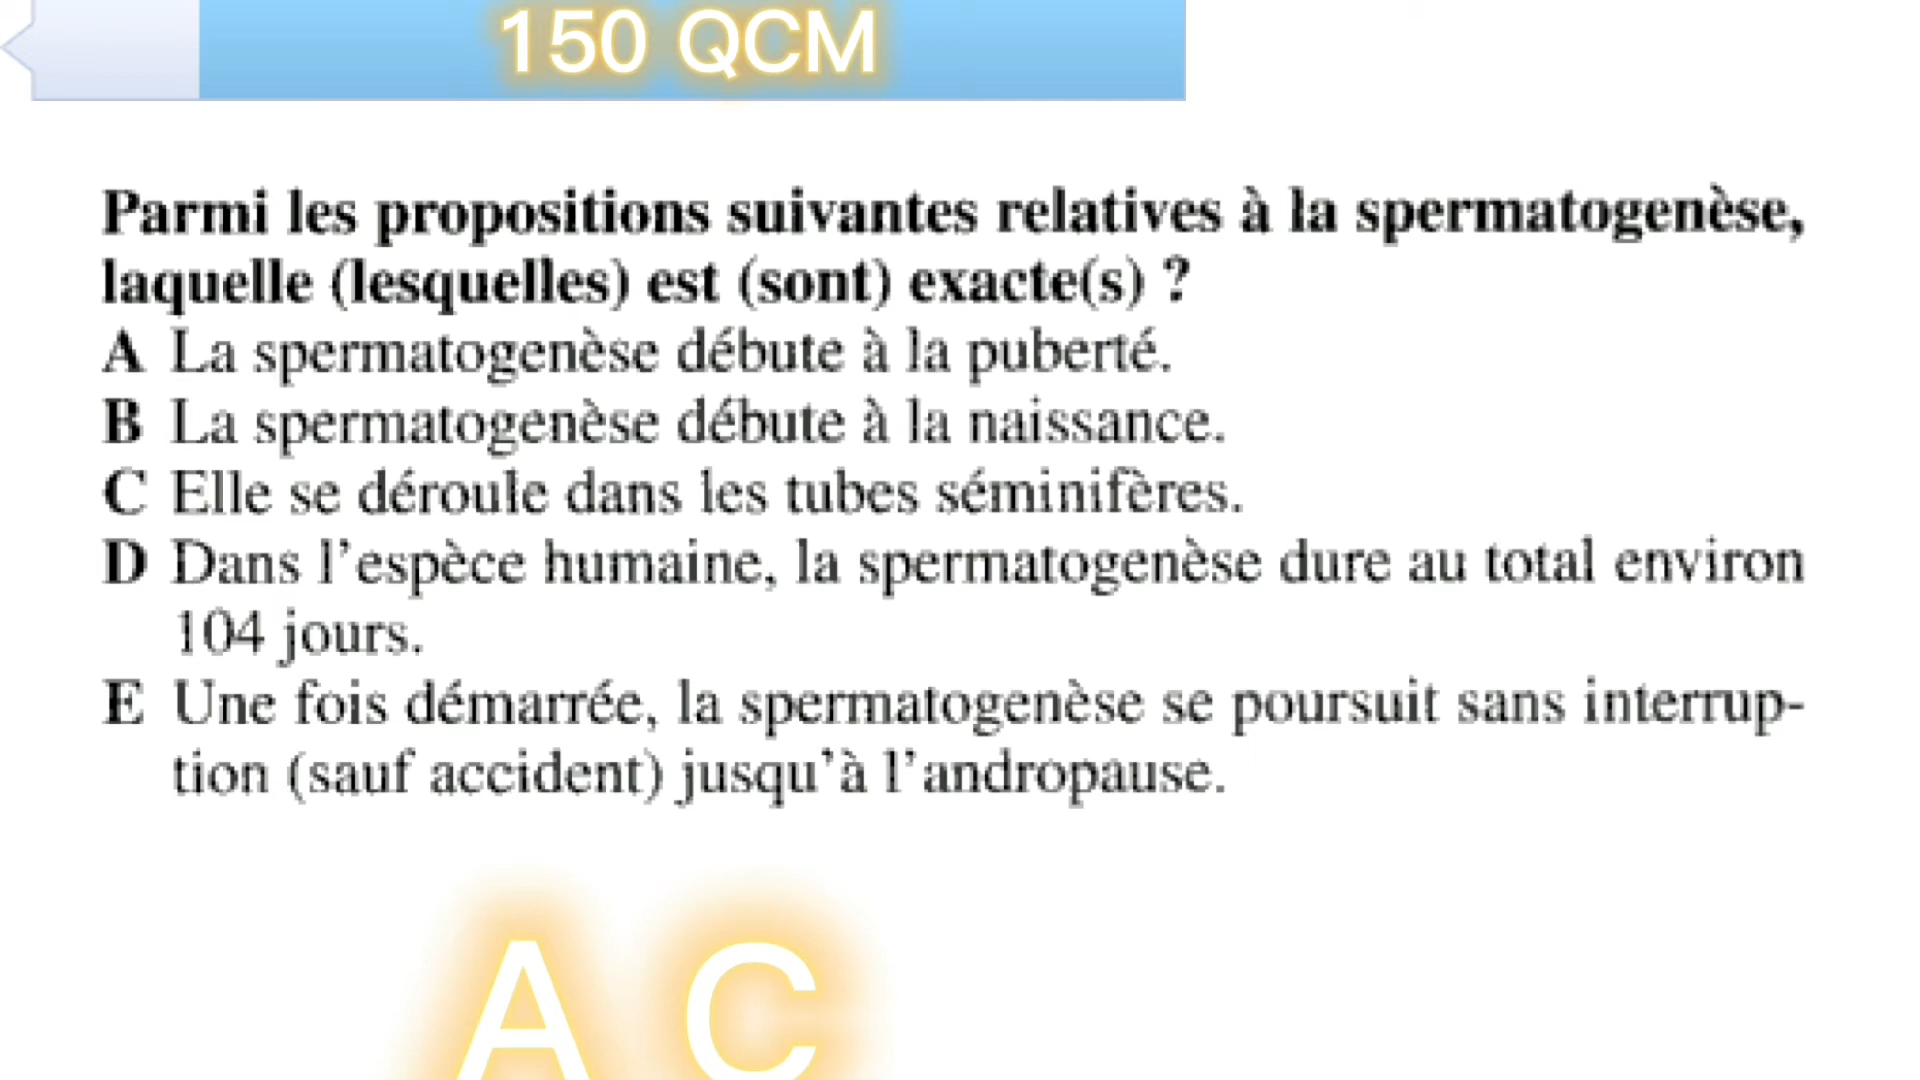 150 QCM
Parmi les propositions suivantes relatives à la spermatogenèse,
laquelle (lesquelles) est (sont) exacte(s) ?
A La spermatogenèse débute à la puberté.
B La spermatogenèse débute à la naissance.
C Elle se déroule dans les tubes séminifères.
D Dans l'espèce humaine, la spermatogenèse dure au total environ
104 jours.
E Une fois démarrée, la spermatogenèse se poursuit sans interrup-
tion (sauf accident) jusqu'à l'andropause.
A C